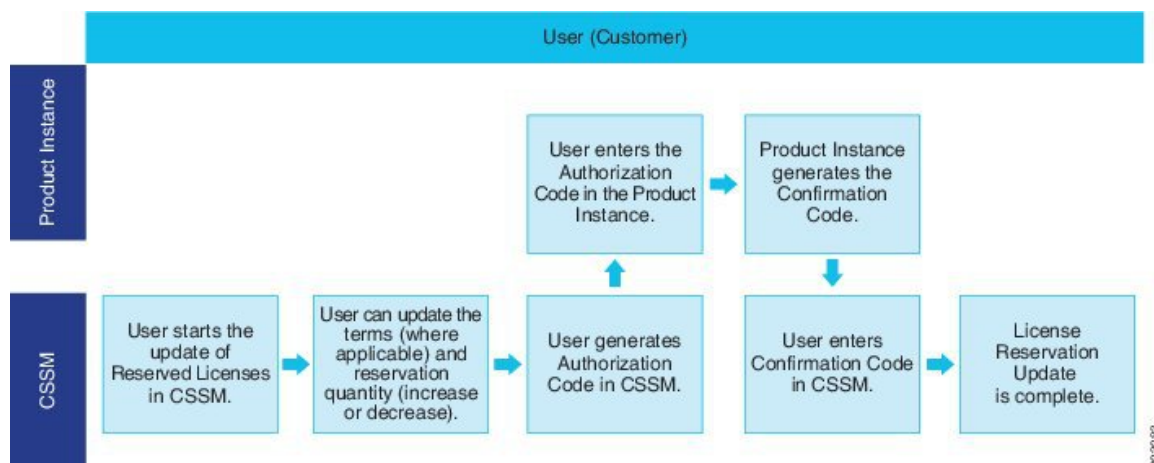 User (Customer)
Product Instance
User enters the
Authorization
Code in the Product
Instance.
Product Instance
generates the
Confirmation
Code.
CSSM
User starts the
update of
Reserved Licenses
in CSSM.
User can update the
terms (where
applicable) and
reservation
quantity (increase
or decrease).
User generates
Authorization
Code in CSSM.
User enters
Confirmation Code
in CSSM.
License
Reservation
Update
is complete.